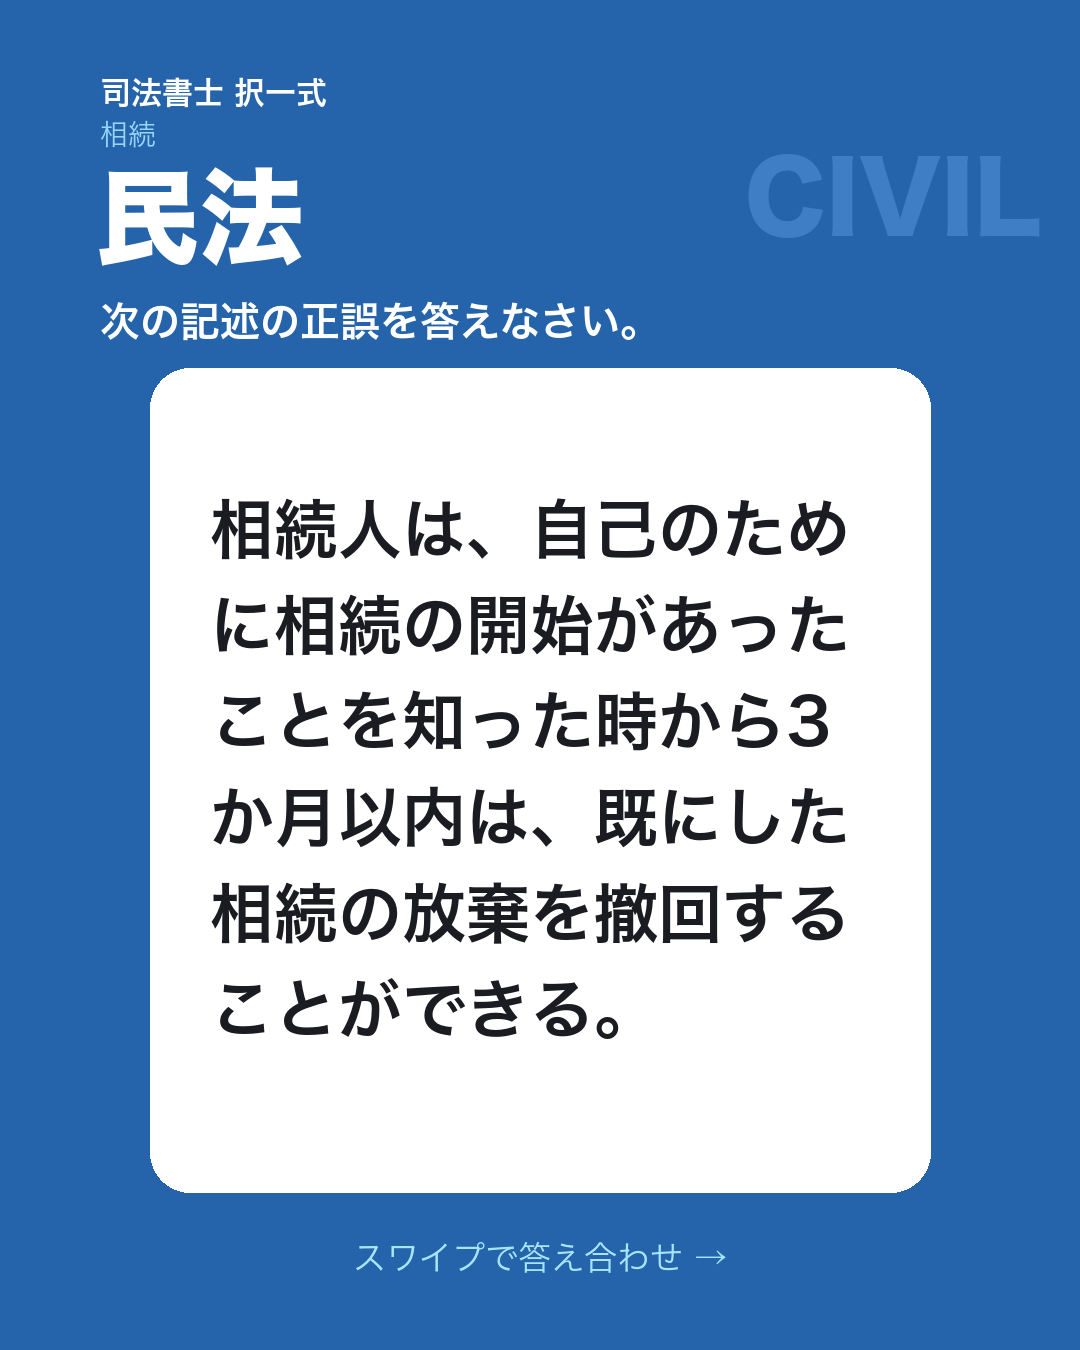 司法書士 択一式
相続
民法
CIVIL
次の記述の正誤を答えなさい。
相続人は、自己のため
に相続の開始があった
ことを知った時から3
か月以内は、既にした
相続の放棄を撤回する
ことができる。
スワイプで答え合わせ →